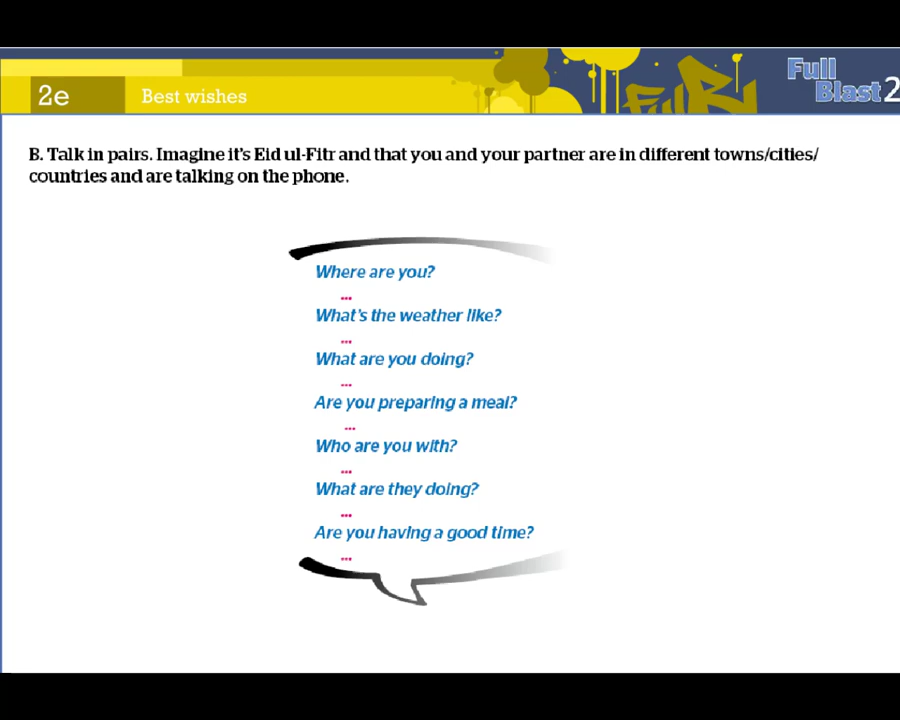 2e
Best wishes
Full
Blast 2
B. Talk in pairs. Imagine it's Eid ul-Fitr and that you and your partner are in different towns/cities/
countries and are talking on the phone.
Where are you?
...
What's the weather like?
...
What are you doing?
...
Are you preparing a meal?
...
Who are you with?
...
What are they doing?
...
Are you having a good time?
...